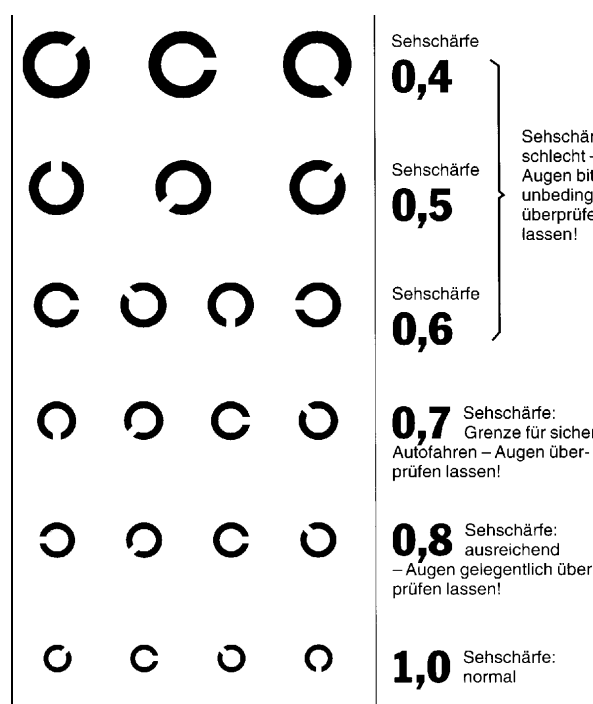 Sehschärfe
0,4
Sehschärfe
0,5
Sehschärfe
0,6
schlecht –
lassen!
0,7 Sehschärfe:
Grenze für
Autofahren – Augen über-
prüfen lassen!
0,8 Sehschärfe:
ausreichend
– Augen gelegentlich über
prüfen lassen!
1,0 Sehschärfe:
normal